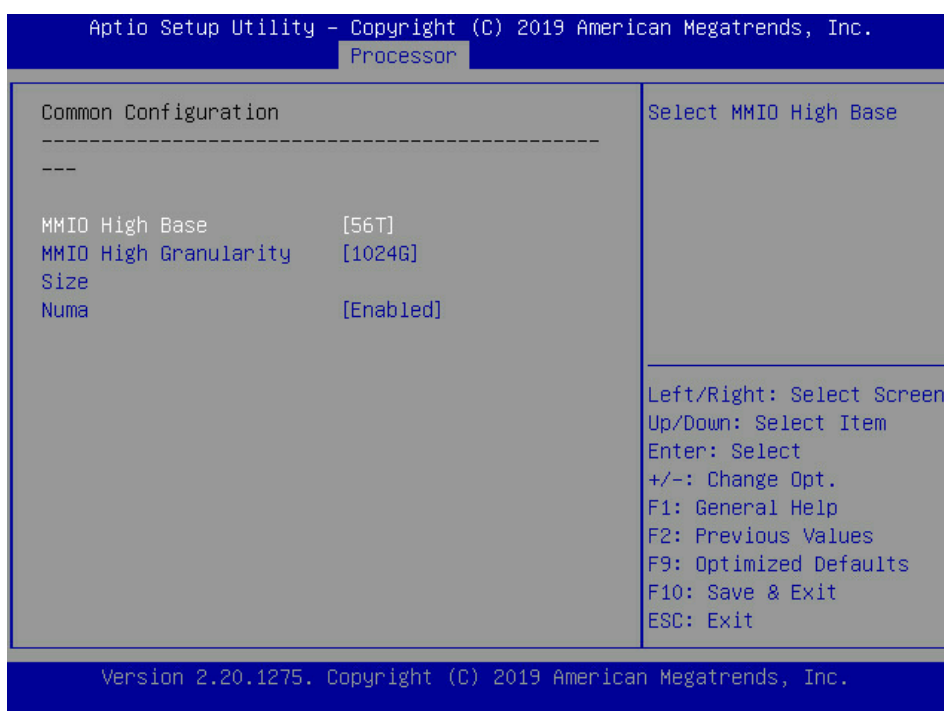 Aptio Setup Utility – Copyright (C) 2019 American Megatrends, Inc.
Processor
Common Configuration
-----------------------------------------------
---
MMIO High Base [56T]
MMIO High Granularity [1024G]
Size
Numa [Enabled]
Select MMIO High Base
Left/Right: Select Screen
Up/Down: Select Item
Enter: Select
+/-: Change Opt.
F1: General Help
F2: Previous Values
F9: Optimized Defaults
F10: Save & Exit
ESC: Exit
Version 2.20.1275. Copyright (C) 2019 American Megatrends, Inc.